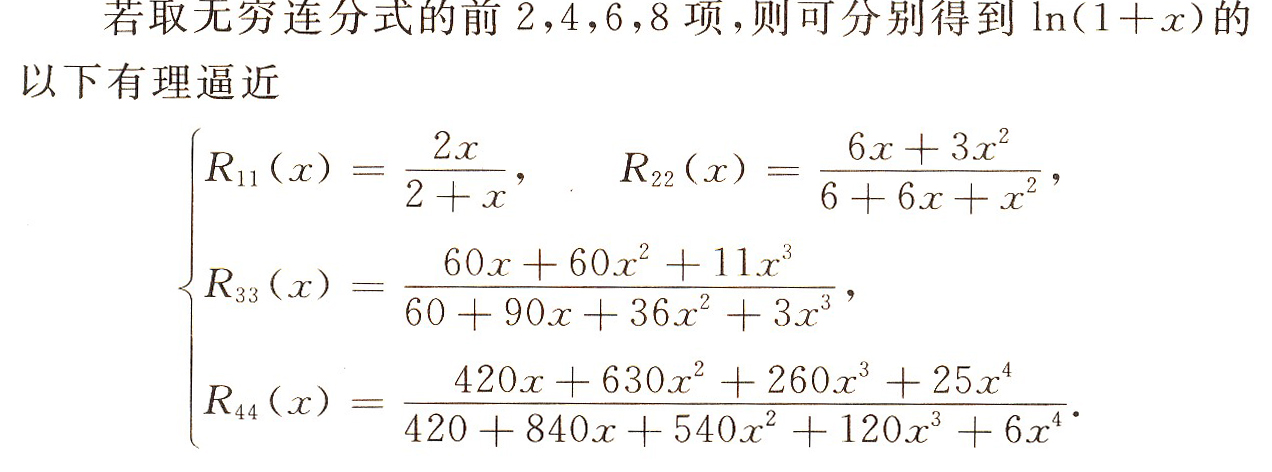 若取无穷连分式的前 2,4,6,8 项,则可分别得到 ln(1+x)的
以下有理逼近
R₁₁(x) = 2x / (2 + x), R₂₂(x) = (6x + 3x²) / (6 + 6x + x²),
R₃₃(x) = (60x + 60x² + 11x³) / (60 + 90x + 36x² + 3x³),
R₄₄(x) = (420x + 630x² + 260x³ + 25x⁴) / (420 + 840x + 540x² + 120x³ + 6x⁴).